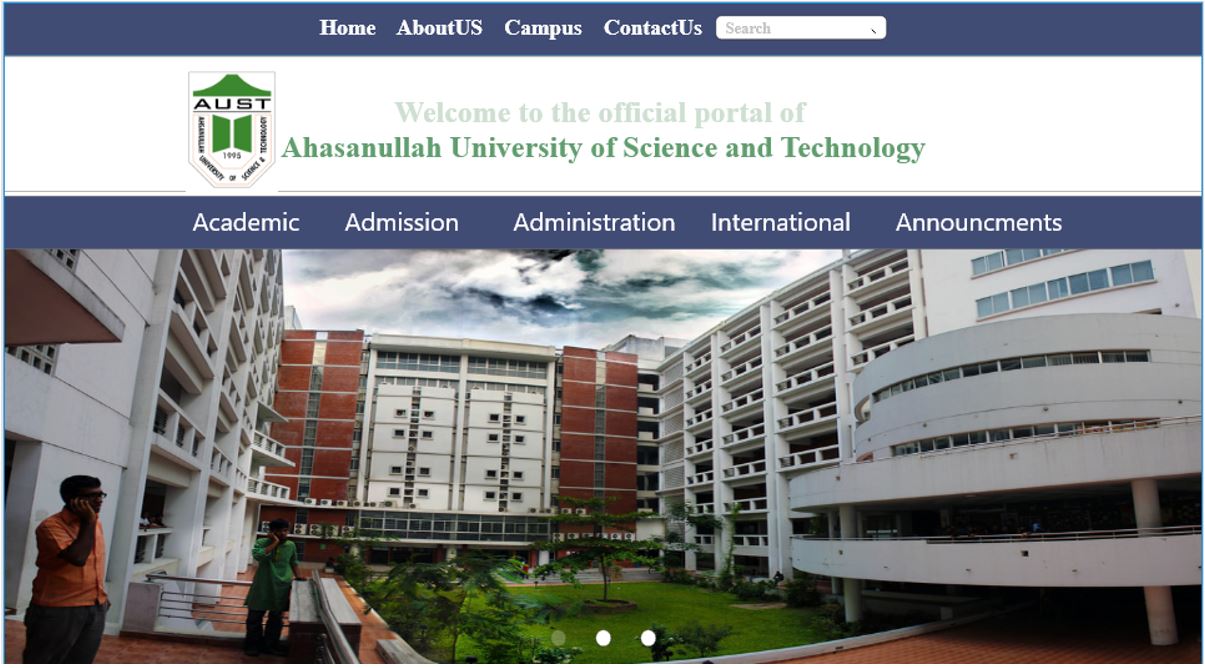 Home AboutUS Campus ContactUs Search
AUST
AHSANULLAH UNIVERSITY OF SCIENCE & TECHNOLOGY
1995
Welcome to the official portal of
Ahasanullah University of Science and Technology
Academic Admission Administration International Announcments